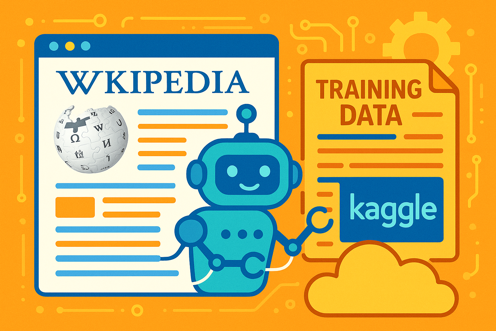 WKIPEDIA
Ω W
TRAINING
DATA
kaggle